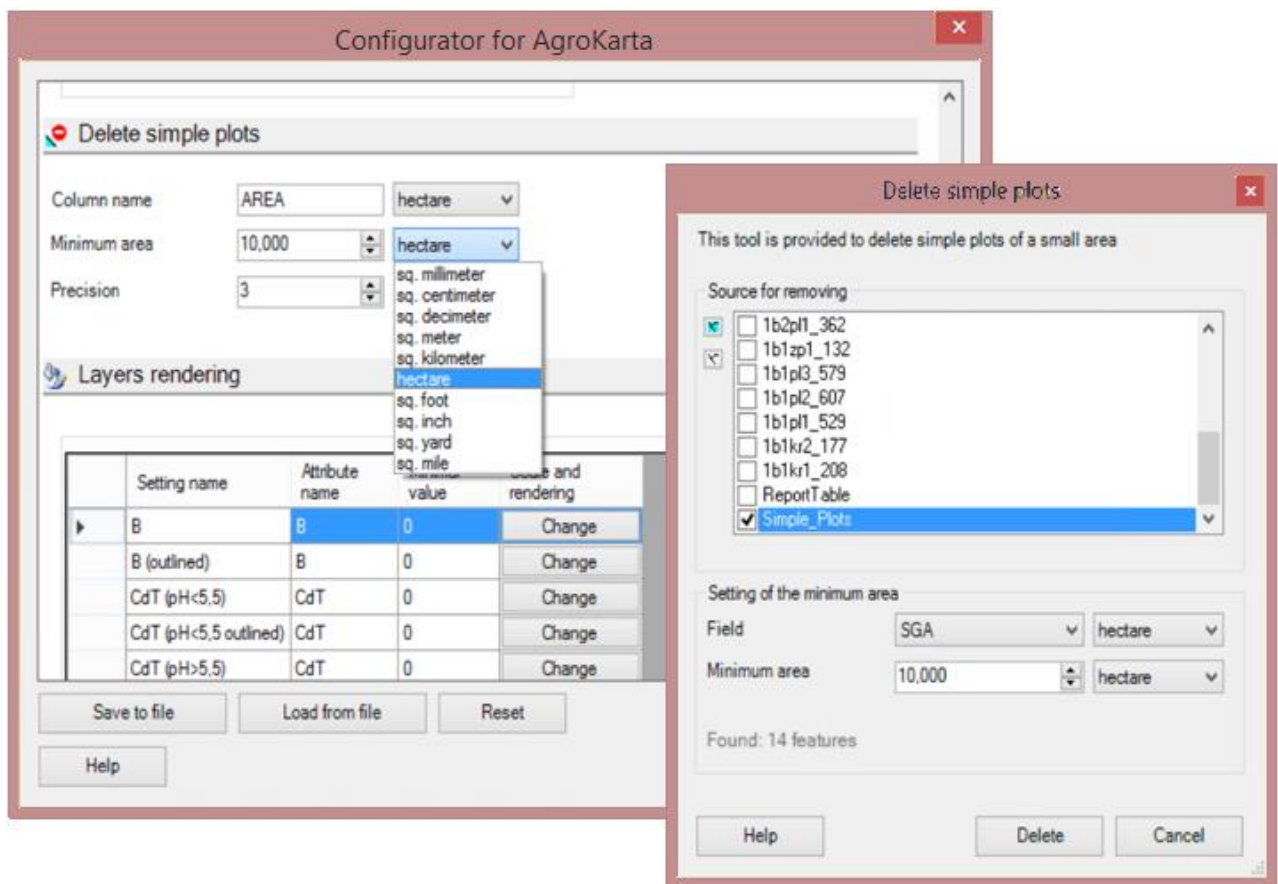 Configurator for AgroKarta
Delete simple plots
Column name AREA hectare
Minimum area 10,000 hectare
Precision 3
sq. millimeter
sq. centimeter
sq. decimeter
sq. meter
sq. kilometer
hectare
sq. foot
sq. inch
sq. yard
sq. mile
Layers rendering
Setting name Attribute name value and rendering
B B 0 Change
B (outlined) B 0 Change
CdT (pH<5,5) CdT 0 Change
CdT (pH<5,5 outlined) CdT 0 Change
CdT (pH>5,5) CdT 0 Change
Save to file Load from file Reset
Help
Delete simple plots
This tool is provided to delete simple plots of a small area
Source for removing
1b2pl1_362
1b1zp1_132
1b1pl3_579
1b1pl2_607
1b1pl1_529
1b1kr2_177
1b1kr1_208
ReportTable
Simple_Plots
Setting of the minimum area
Field SGA hectare
Minimum area 10,000 hectare
Found: 14 features
Help Delete Cancel